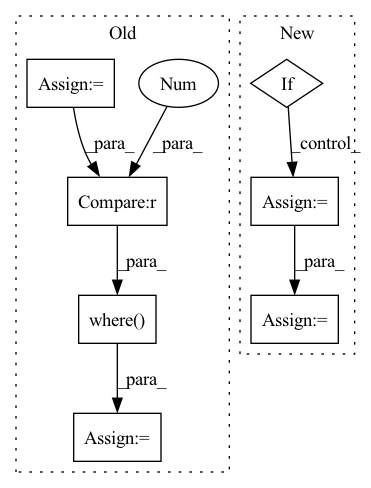 Old
New
Assign:=
Num
If
_para_
_para_
_control_
Compare:r
Assign:=
_para_
_para_
where()
Assign:=
_para_
Assign:=